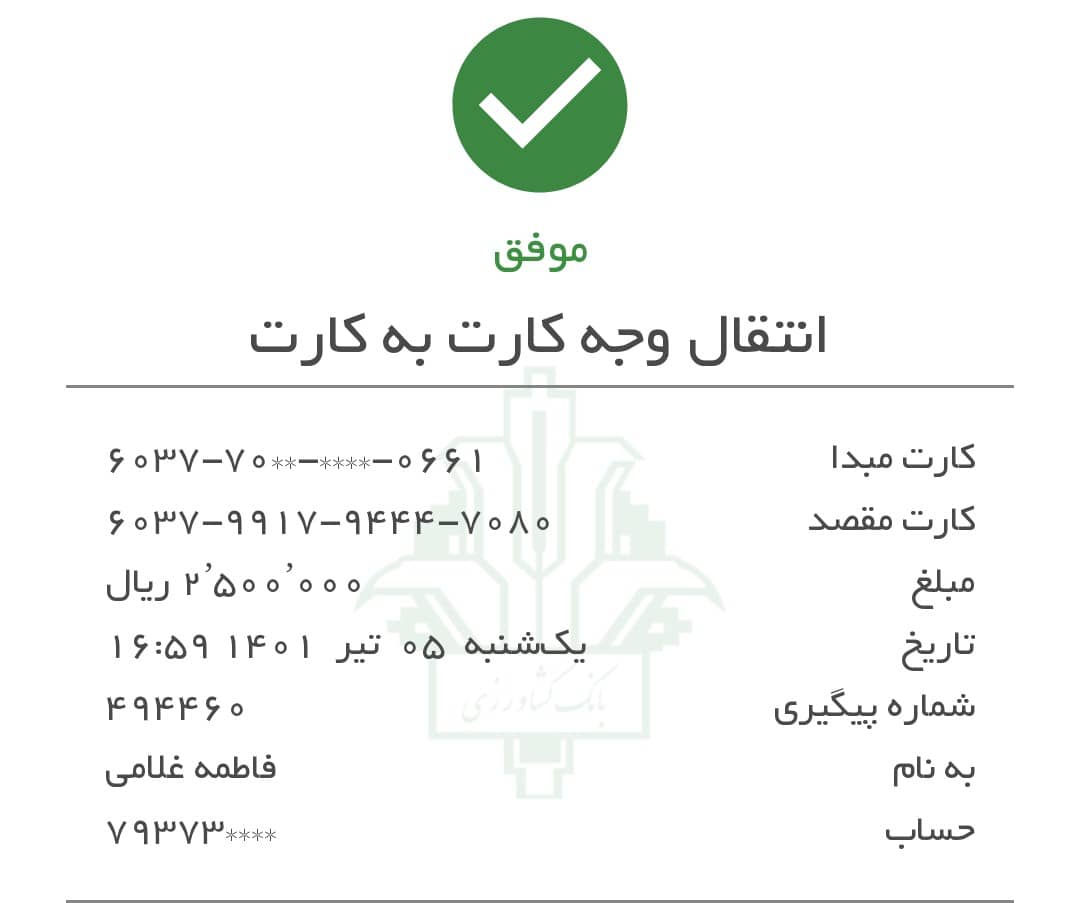 موفق
انتقال وجه کارت به کارت
کارت مبدا ۶۰۳۷-۷۰**-****-۰۶۶۱
کارت مقصد ۶۰۳۷-۹۹۱۷-۹۴۴۴-۷۰۸۰
مبلغ ۲٬۵۰۰٬۰۰۰ ریال
تاریخ یک‌شنبه ۰۵ تیر ۱۴۰۱ ۱۶:۵۹
شماره پیگیری ۴۹۴۴۶۰
به نام فاطمه غلامی
حساب ۷۹۳۷۳****
بانک کشاورزی